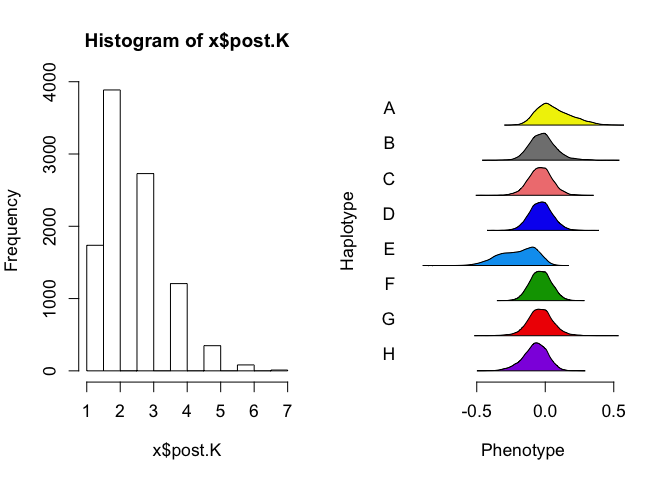 Histogram of x$post.K
Frequency
0
1000
2000
3000
4000
1 2 3 4 5 6 7
x$post.K
Haplotype
A
B
C
D
E
F
G
H
-0.5 0.0 0.5
Phenotype